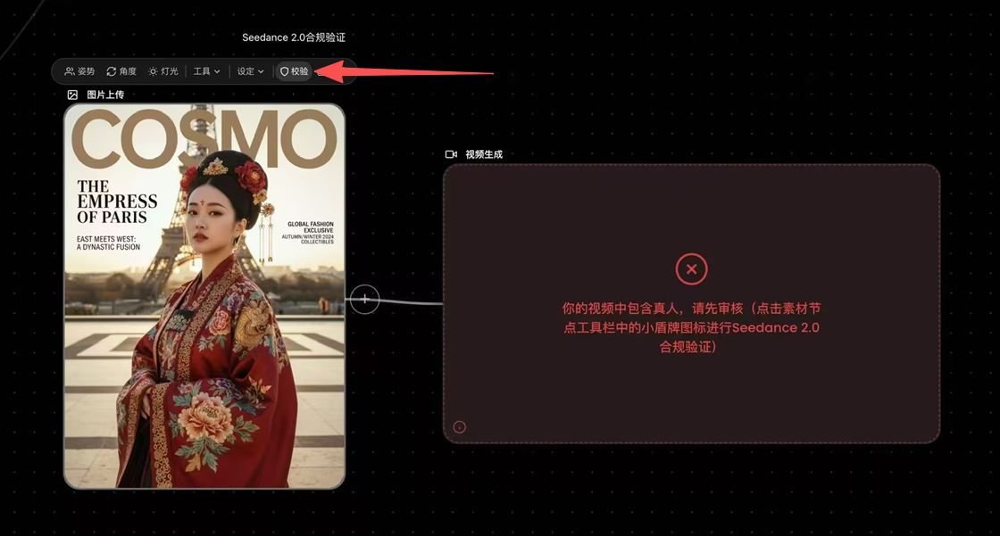 Seedance 2.0合规验证
姿势 角度 灯光 工具 设定 校验
图片上传
COSMO
THE
EMPRESS
OF PARIS
EAST MEETS WEST:
A DYNASTIC FUSION
GLOBAL FASHION
EXCLUSIVE
AUTUMN/WINTER 2024
COLLECTIBLES
视频生成
你的视频中包含真人，请先审核（点击素材节
点工具栏中的小盾牌图标进行Seedance 2.0
合规验证）